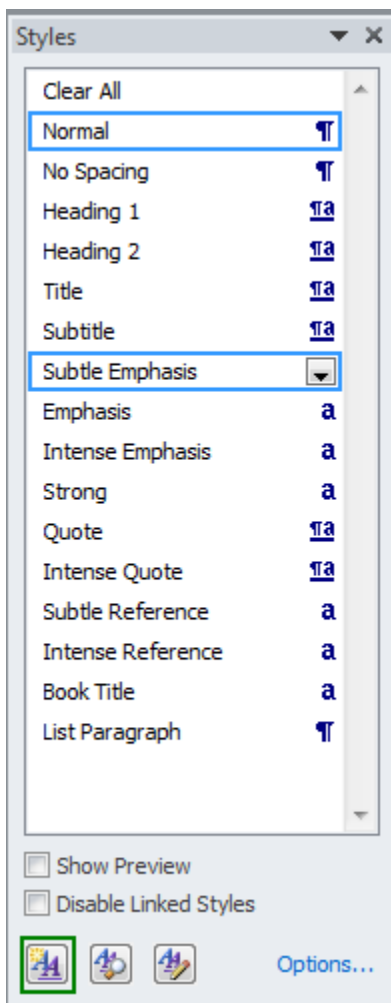 Styles
Clear All
Normal ¶
No Spacing ¶
Heading 1 ¶a
Heading 2 ¶a
Title ¶a
Subtitle ¶a
Subtle Emphasis
Emphasis a
Intense Emphasis a
Strong a
Quote ¶a
Intense Quote ¶a
Subtle Reference a
Intense Reference a
Book Title a
List Paragraph ¶
Show Preview
Disable Linked Styles
Options...